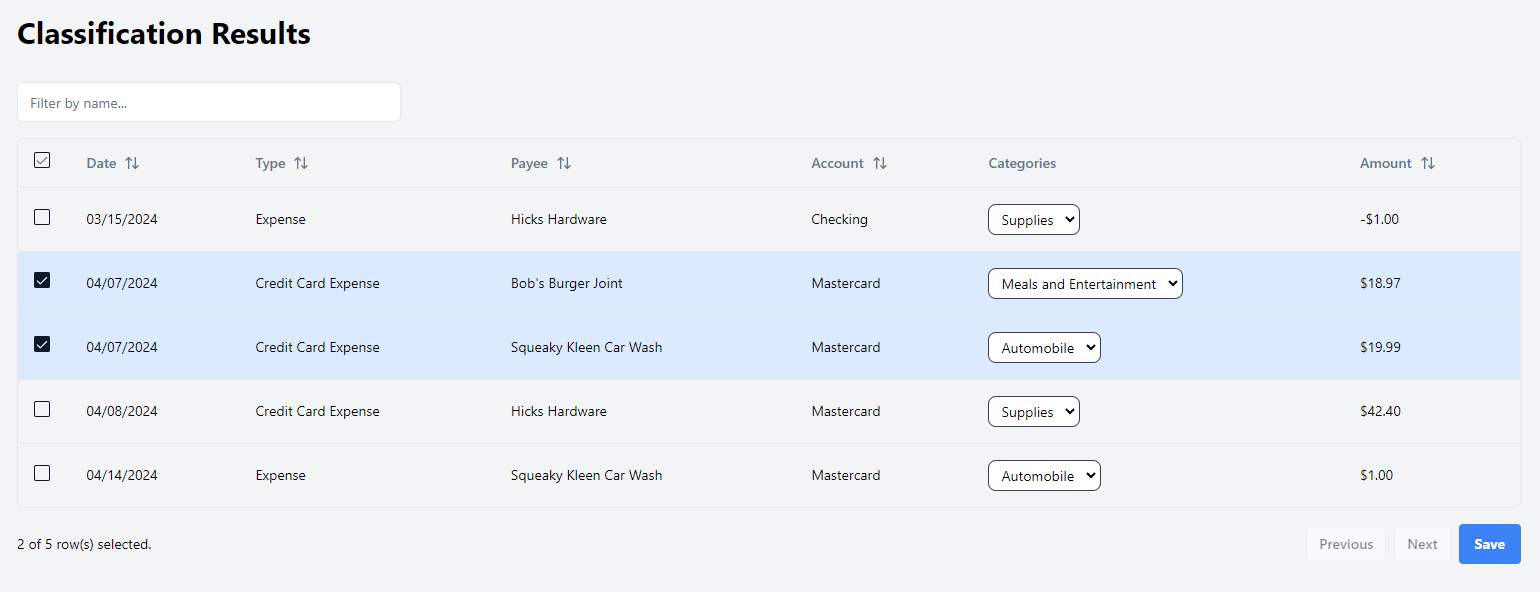 Classification Results
Filter by name...
Date Type Payee Account Categories Amount
03/15/2024 Expense Hicks Hardware Checking Supplies -$1.00
04/07/2024 Credit Card Expense Bob's Burger Joint Mastercard Meals and Entertainment $18.97
04/07/2024 Credit Card Expense Squeaky Kleen Car Wash Mastercard Automobile $19.99
04/08/2024 Credit Card Expense Hicks Hardware Mastercard Supplies $42.40
04/14/2024 Expense Squeaky Kleen Car Wash Mastercard Automobile $1.00
2 of 5 row(s) selected. Previous Next Save